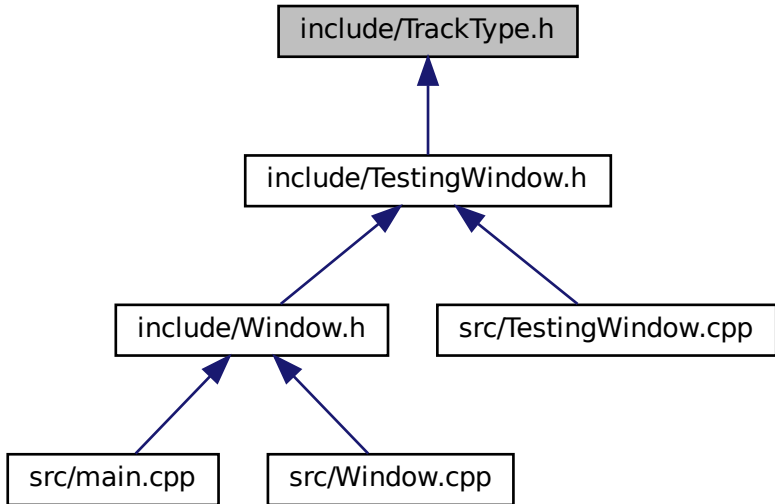 include/TrackType.h
include/TestingWindow.h
include/Window.h
src/TestingWindow.cpp
src/main.cpp
src/Window.cpp